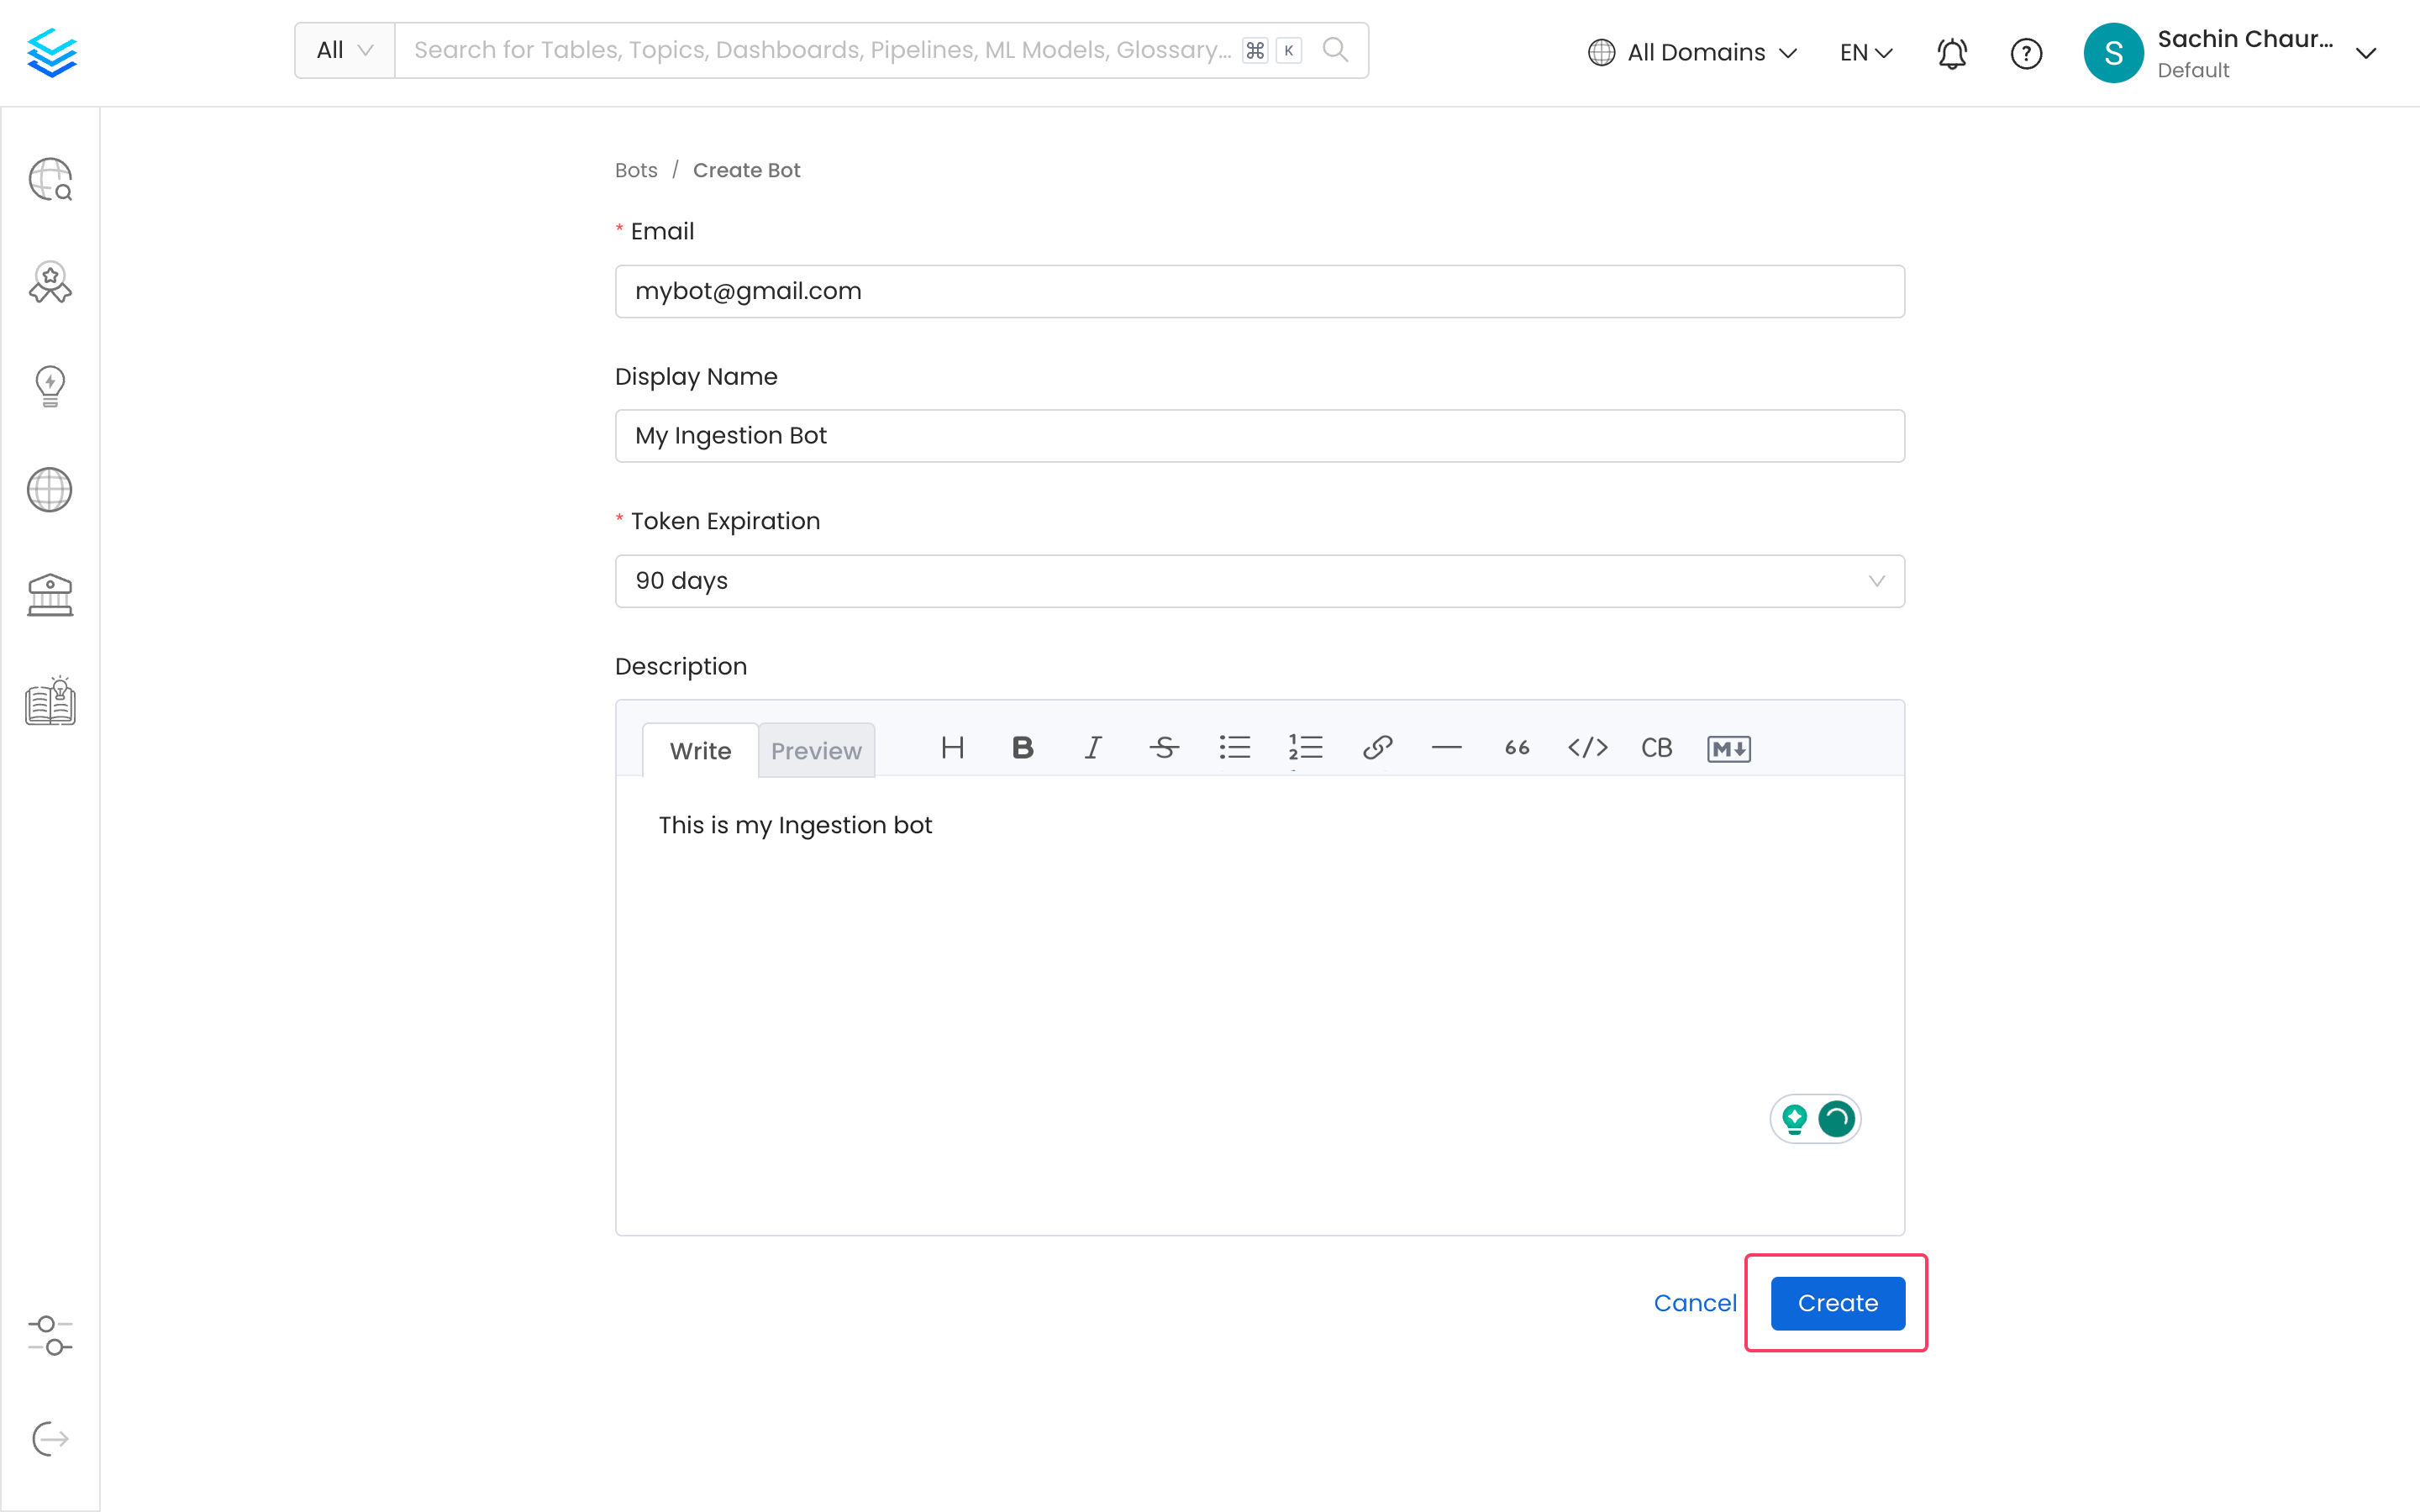 All
Search for Tables, Topics, Dashboards, Pipelines, ML Models, Glossary... ⌘ K
All Domains
EN
?
S
Sachin Chaur...
Default
Bots / Create Bot
* Email
mybot@gmail.com
Display Name
My Ingestion Bot
* Token Expiration
90 days
Description
Write Preview H B I S 1 2 — 66 </> CB M↓
This is my Ingestion bot
Cancel Create